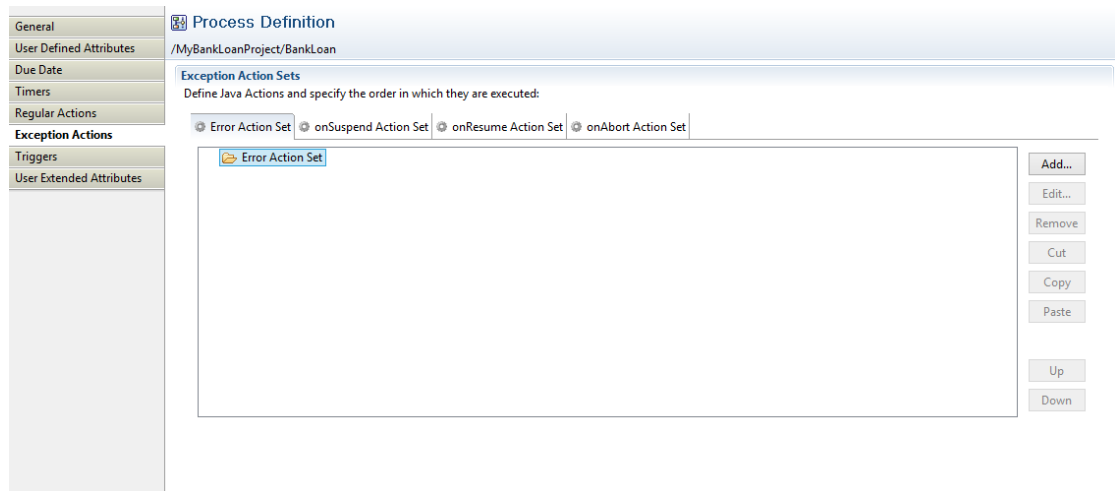 General
User Defined Attributes
Due Date
Timers
Regular Actions
Exception Actions
Triggers
User Extended Attributes
Process Definition
/MyBankLoanProject/BankLoan
Exception Action Sets
Define Java Actions and specify the order in which they are executed:
Error Action Set onSuspend Action Set onResume Action Set onAbort Action Set
Error Action Set
Add...
Edit...
Remove
Cut
Copy
Paste
Up
Down